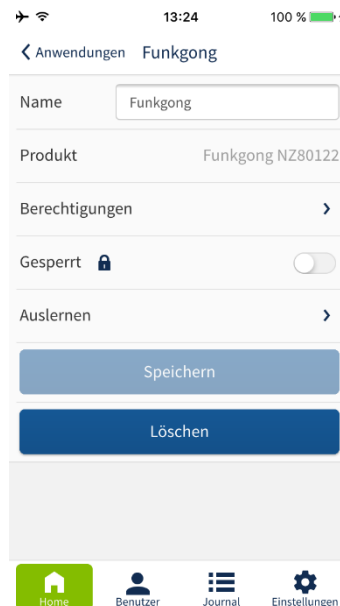 13:24 100 %
Anwendungen Funkgong
Name Funkgong
Produkt Funkgong NZ80122
Berechtigungen
Gesperrt
Auslernen
Speichern
Löschen
Home Benutzer Journal Einstellungen